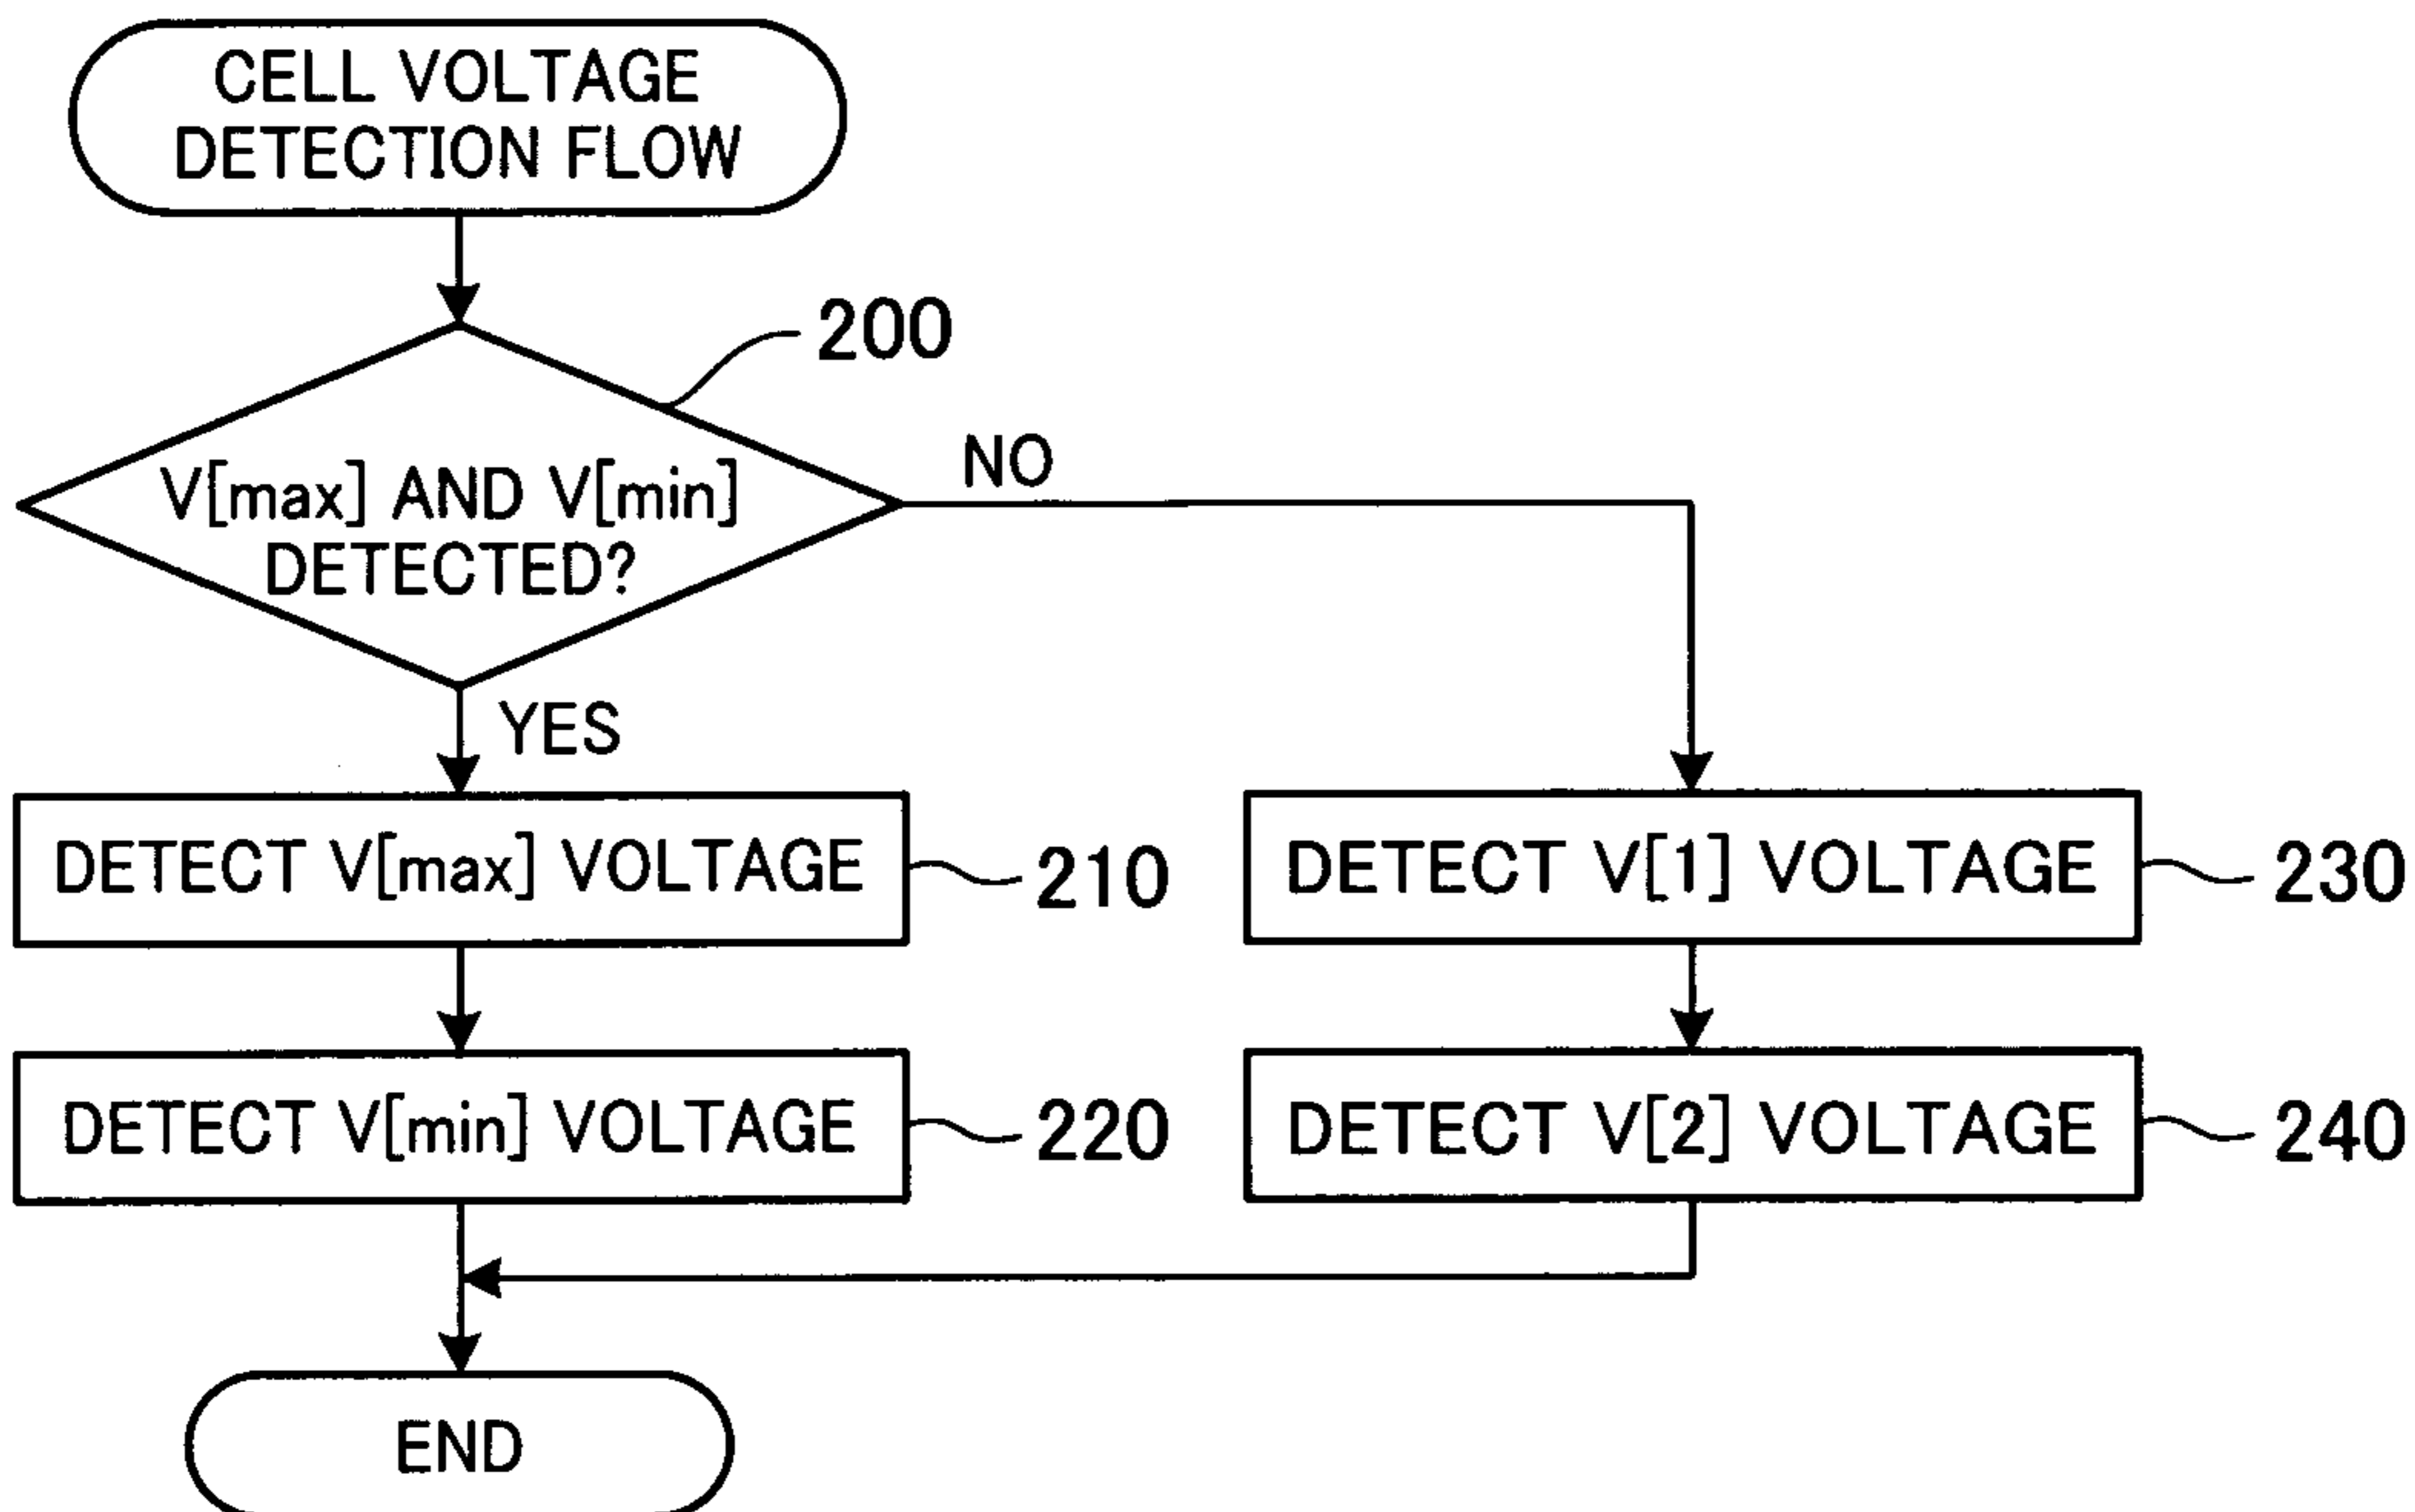 CELL VOLTAGE
DETECTION FLOW
200
V[max] AND V[min]
DETECTED?
NO
YES
DETECT V[max] VOLTAGE
210
DETECT V[1] VOLTAGE
230
DETECT V[min] VOLTAGE
220
DETECT V[2] VOLTAGE
240
END